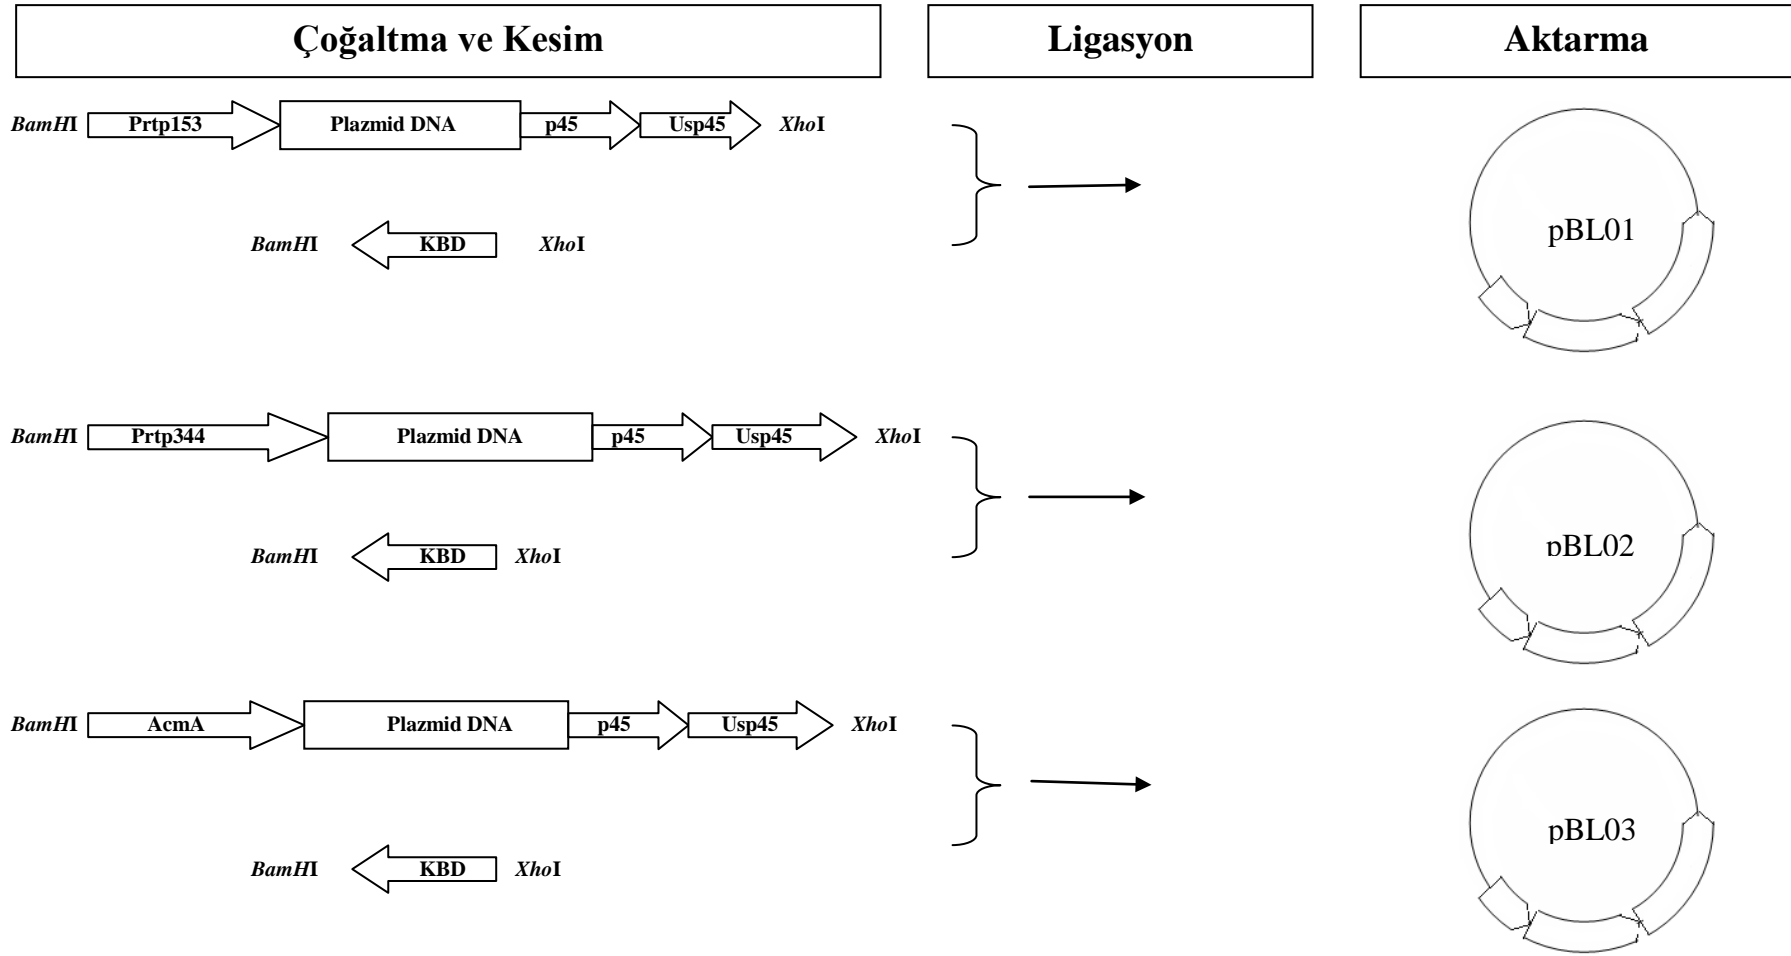 Çoğaltma ve Kesim
Ligasyon
Aktarma
BamHI Prtp153 Plazmid DNA p45 Usp45 XhoI
BamHI KBD XhoI
pBL01
BamHI Prtp344 Plazmid DNA p45 Usp45 XhoI
BamHI KBD XhoI
pBL02
BamHI AcmA Plazmid DNA p45 Usp45 XhoI
BamHI KBD XhoI
pBL03